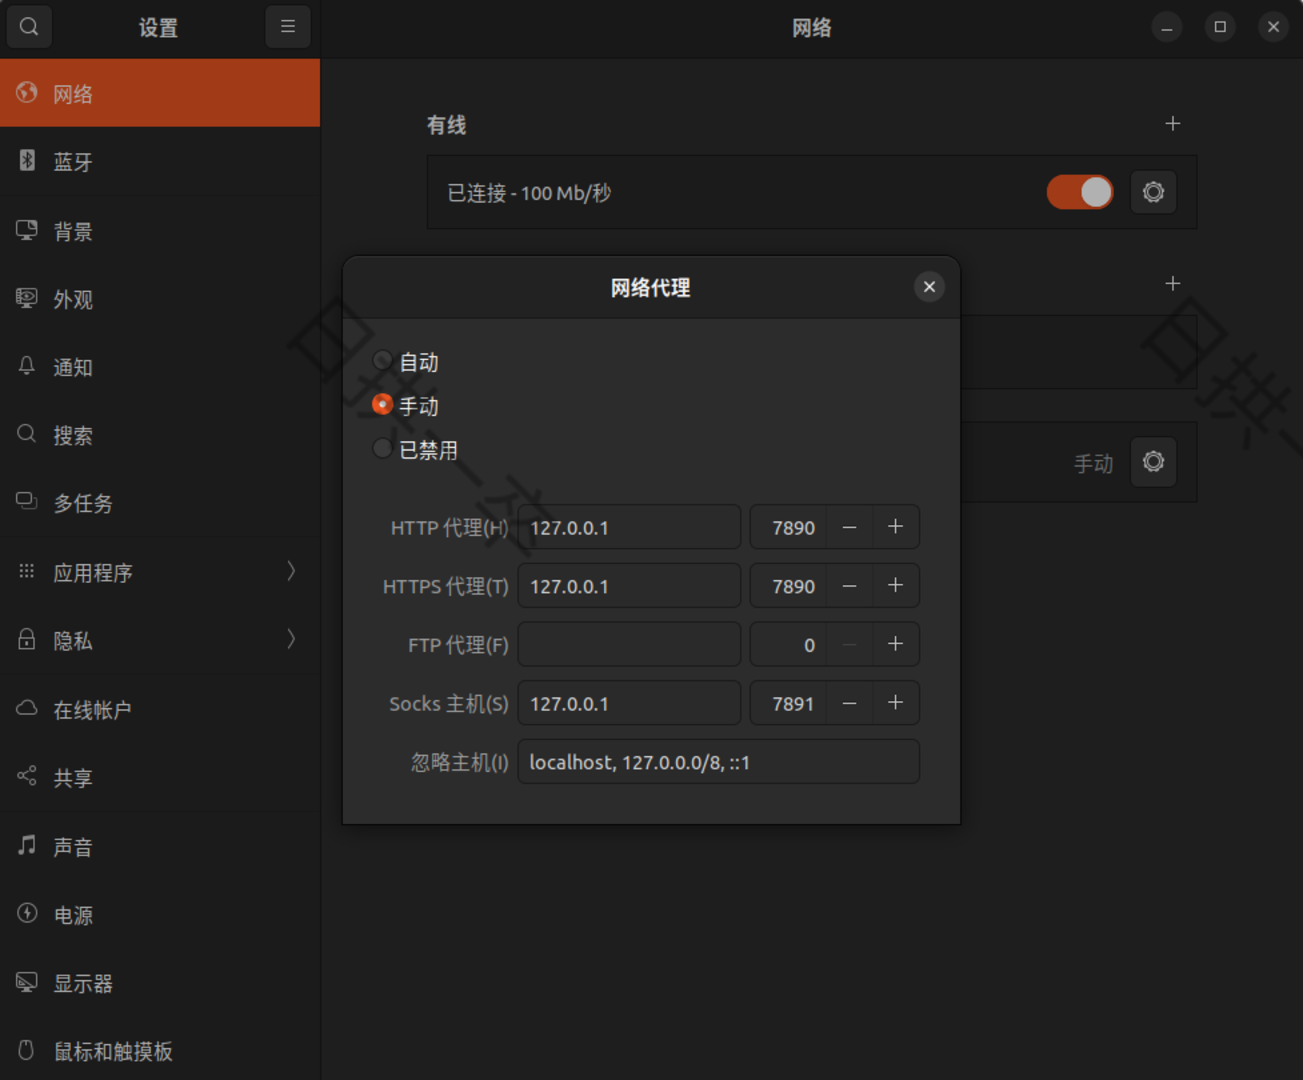 设置
网络
网络
蓝牙
背景
外观
通知
搜索
多任务
应用程序
隐私
在线帐户
共享
声音
电源
显示器
鼠标和触摸板
有线
已连接 - 100 Mb/秒
手动
网络代理
自动
手动
已禁用
HTTP 代理(H) 127.0.0.1 7890
HTTPS 代理(T) 127.0.0.1 7890
FTP 代理(F) 0
Socks 主机(S) 127.0.0.1 7891
忽略主机(I) localhost, 127.0.0.0/8, ::1
日拱一卒
日拱一